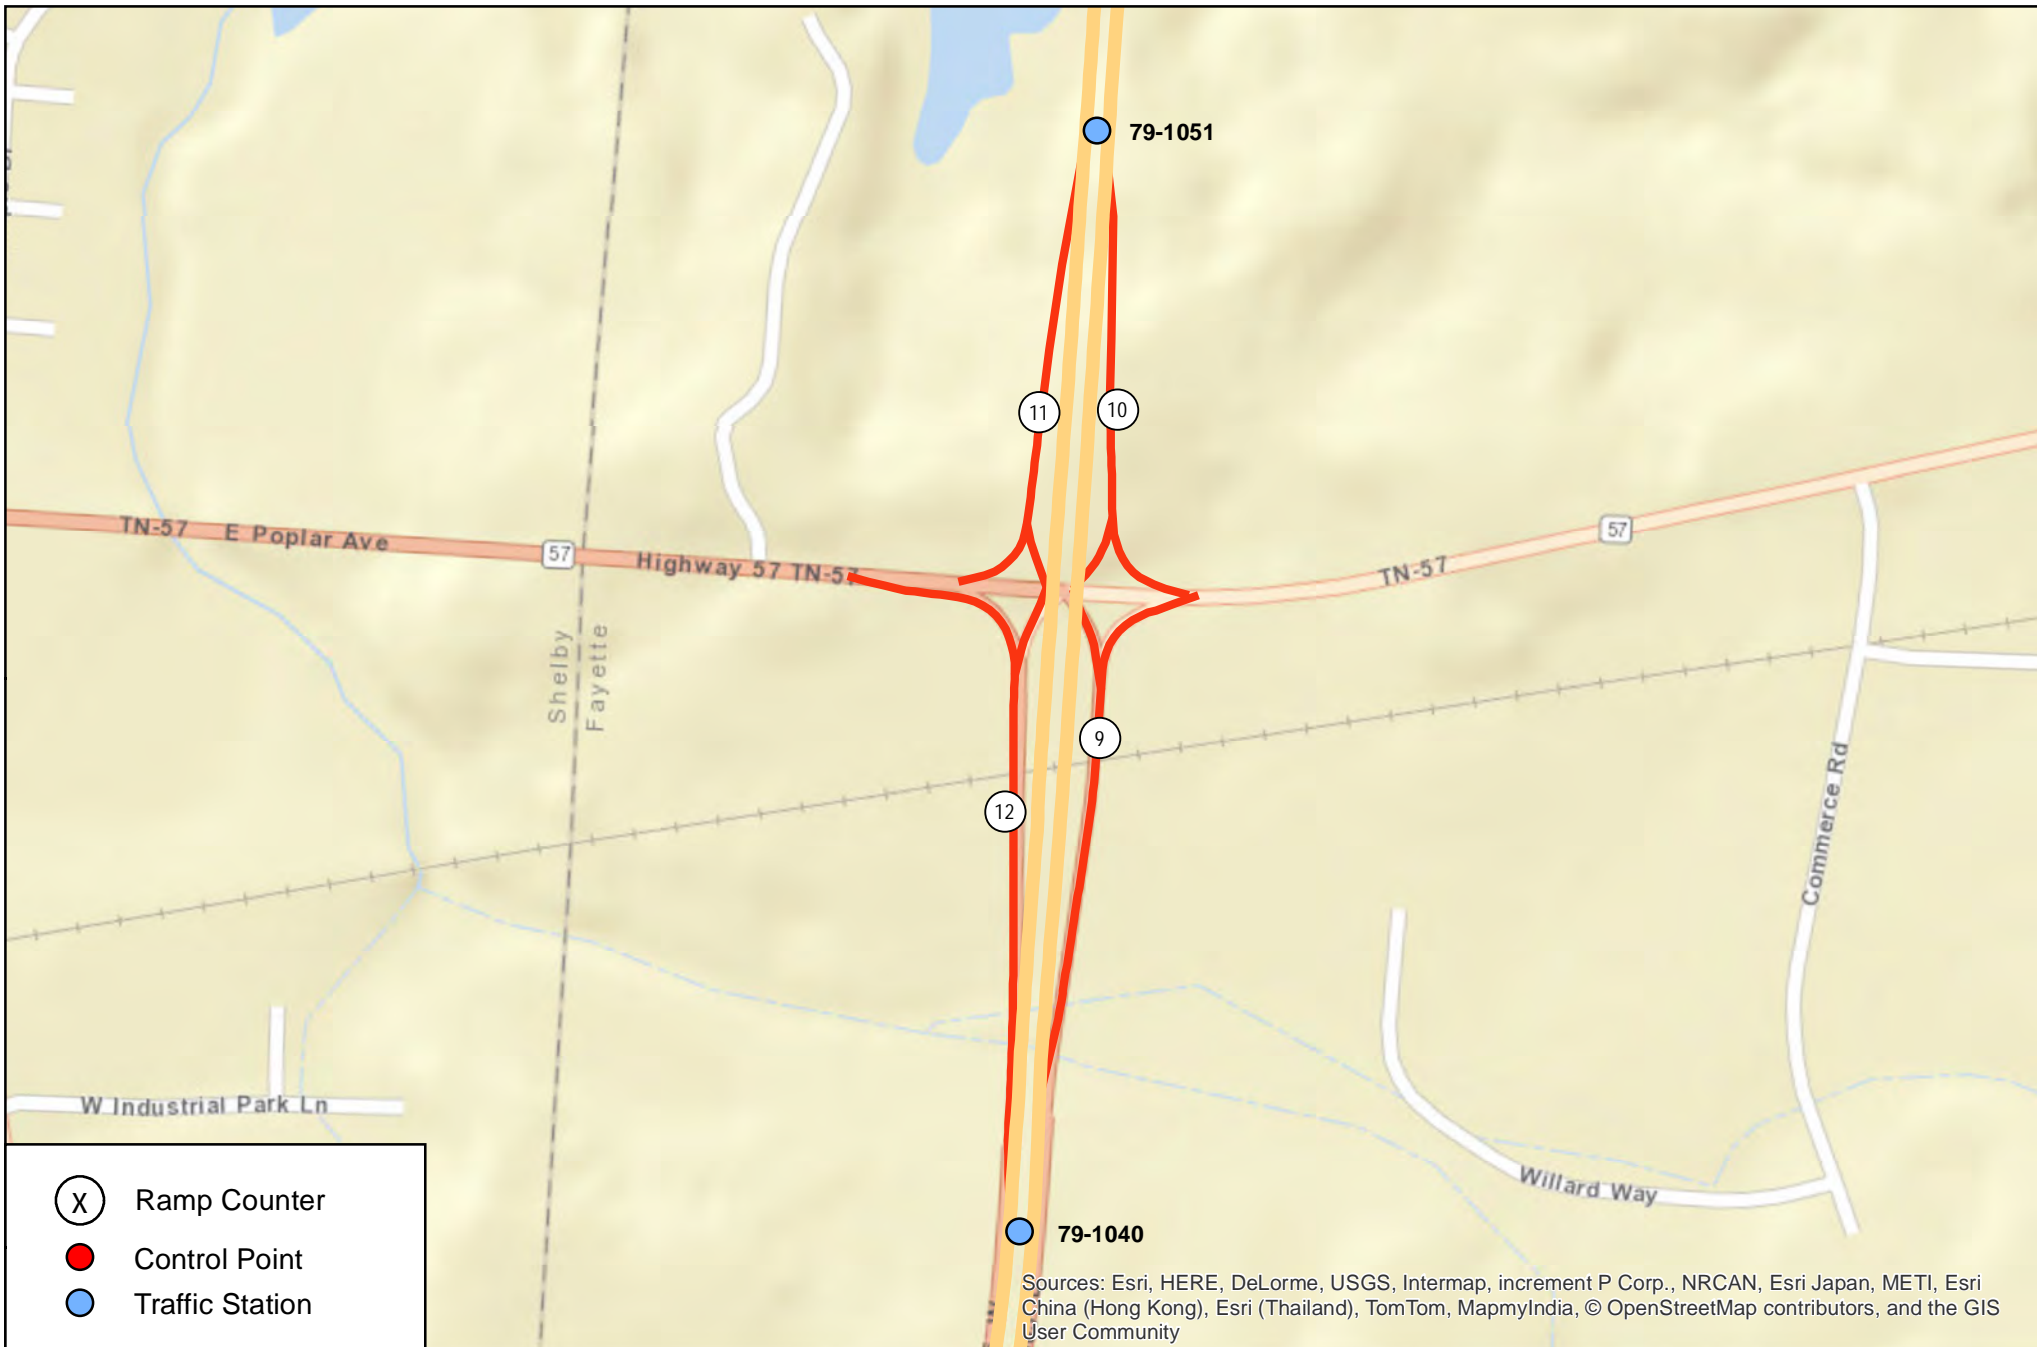 79-1051
11
10
57
TN-57
TN-57
E Poplar Ave
57
Highway 57
TN-57
Shelby
Fayette
9
12
Commerce Rd
W Industrial Park Ln
Willard Way
79-1040
X
Ramp Counter
Control Point
Traffic Station
Sources: Esri, HERE, DeLorme, USGS, Intermap, increment P Corp., NRCAN, Esri Japan, METI, Esri
China (Hong Kong), Esri (Thailand), TomTom, MapmyIndia, © OpenStreetMap contributors, and the GIS
User Community